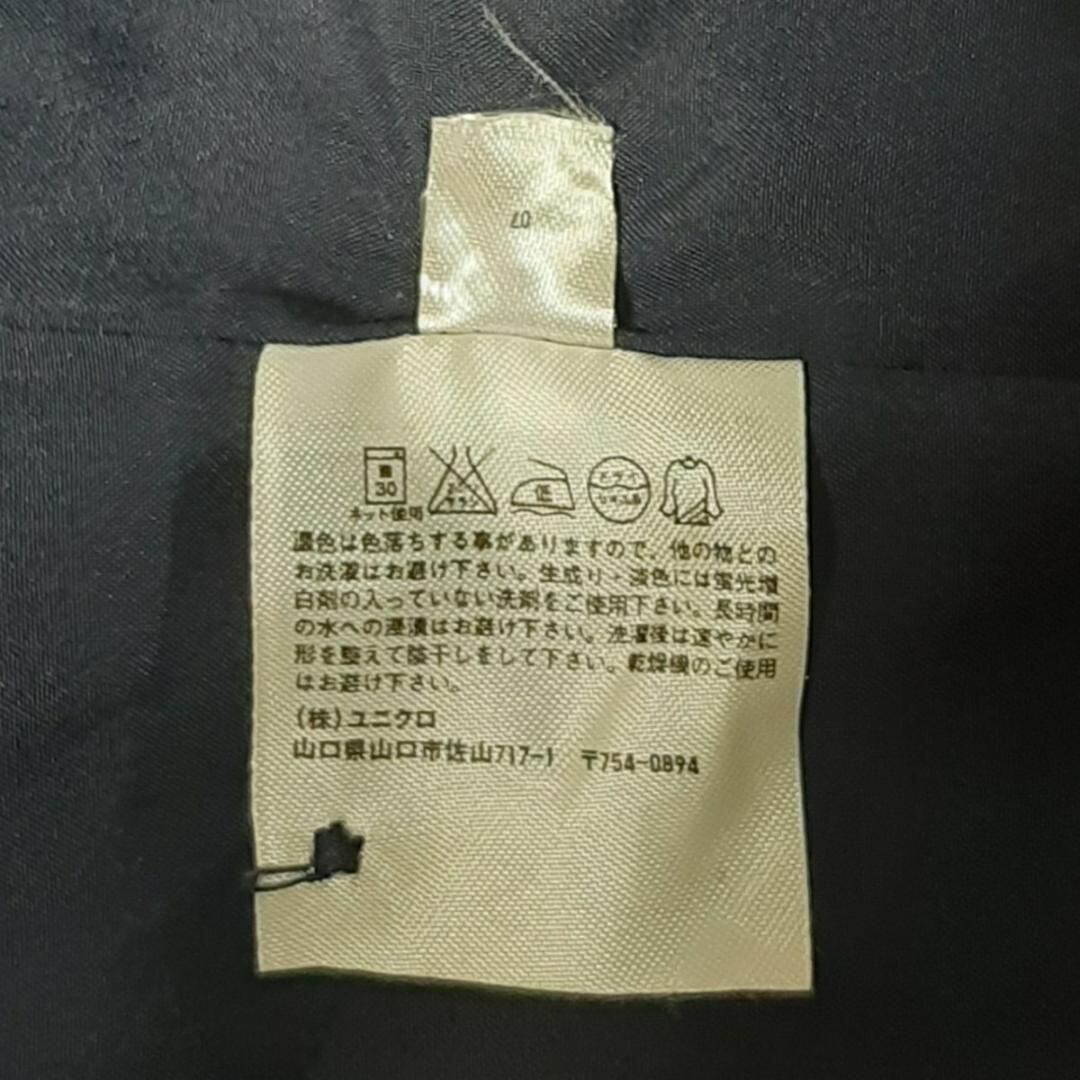 07
30
ネット使用
低
濃色は色落ちする事がありますので、他の物との
お洗濯はお避け下さい。生成り・淡色には蛍光増
白剤の入っていない洗剤をご使用下さい。長時間
の水への浸漬はお避け下さい。洗濯後は速やかに
形を整えて陰干しをして下さい。乾燥機のご使用
はお避け下さい。
(株)ユニクロ
山口県山口市佐山717-1 〒754-0894